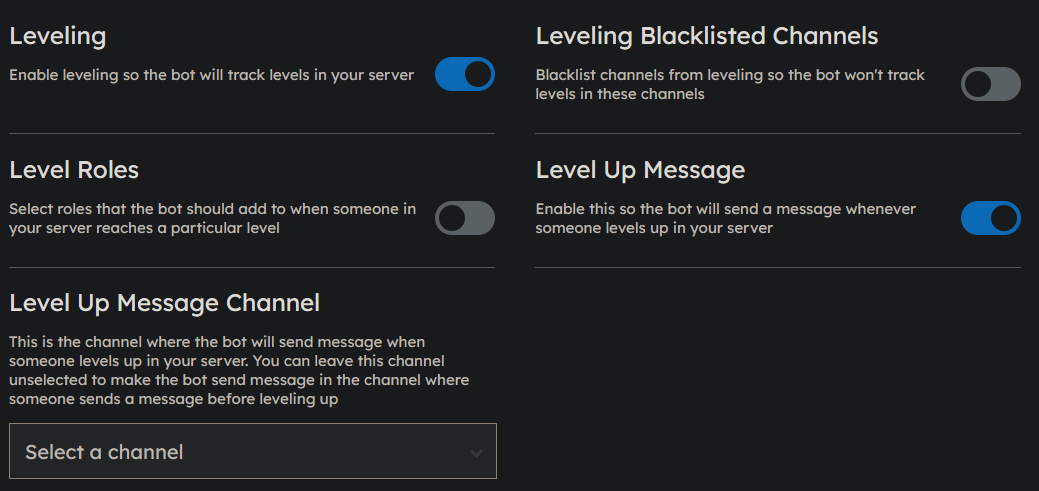 Leveling
Enable leveling so the bot will track levels in your server
Leveling Blacklisted Channels
Blacklist channels from leveling so the bot won't track
levels in these channels
Level Roles
Select roles that the bot should add to when someone in
your server reaches a particular level
Level Up Message
Enable this so the bot will send a message whenever
someone levels up in your server
Level Up Message Channel
This is the channel where the bot will send message when
someone levels up in your server. You can leave this channel
unselected to make the bot send message in the channel where
someone sends a message before leveling up
Select a channel